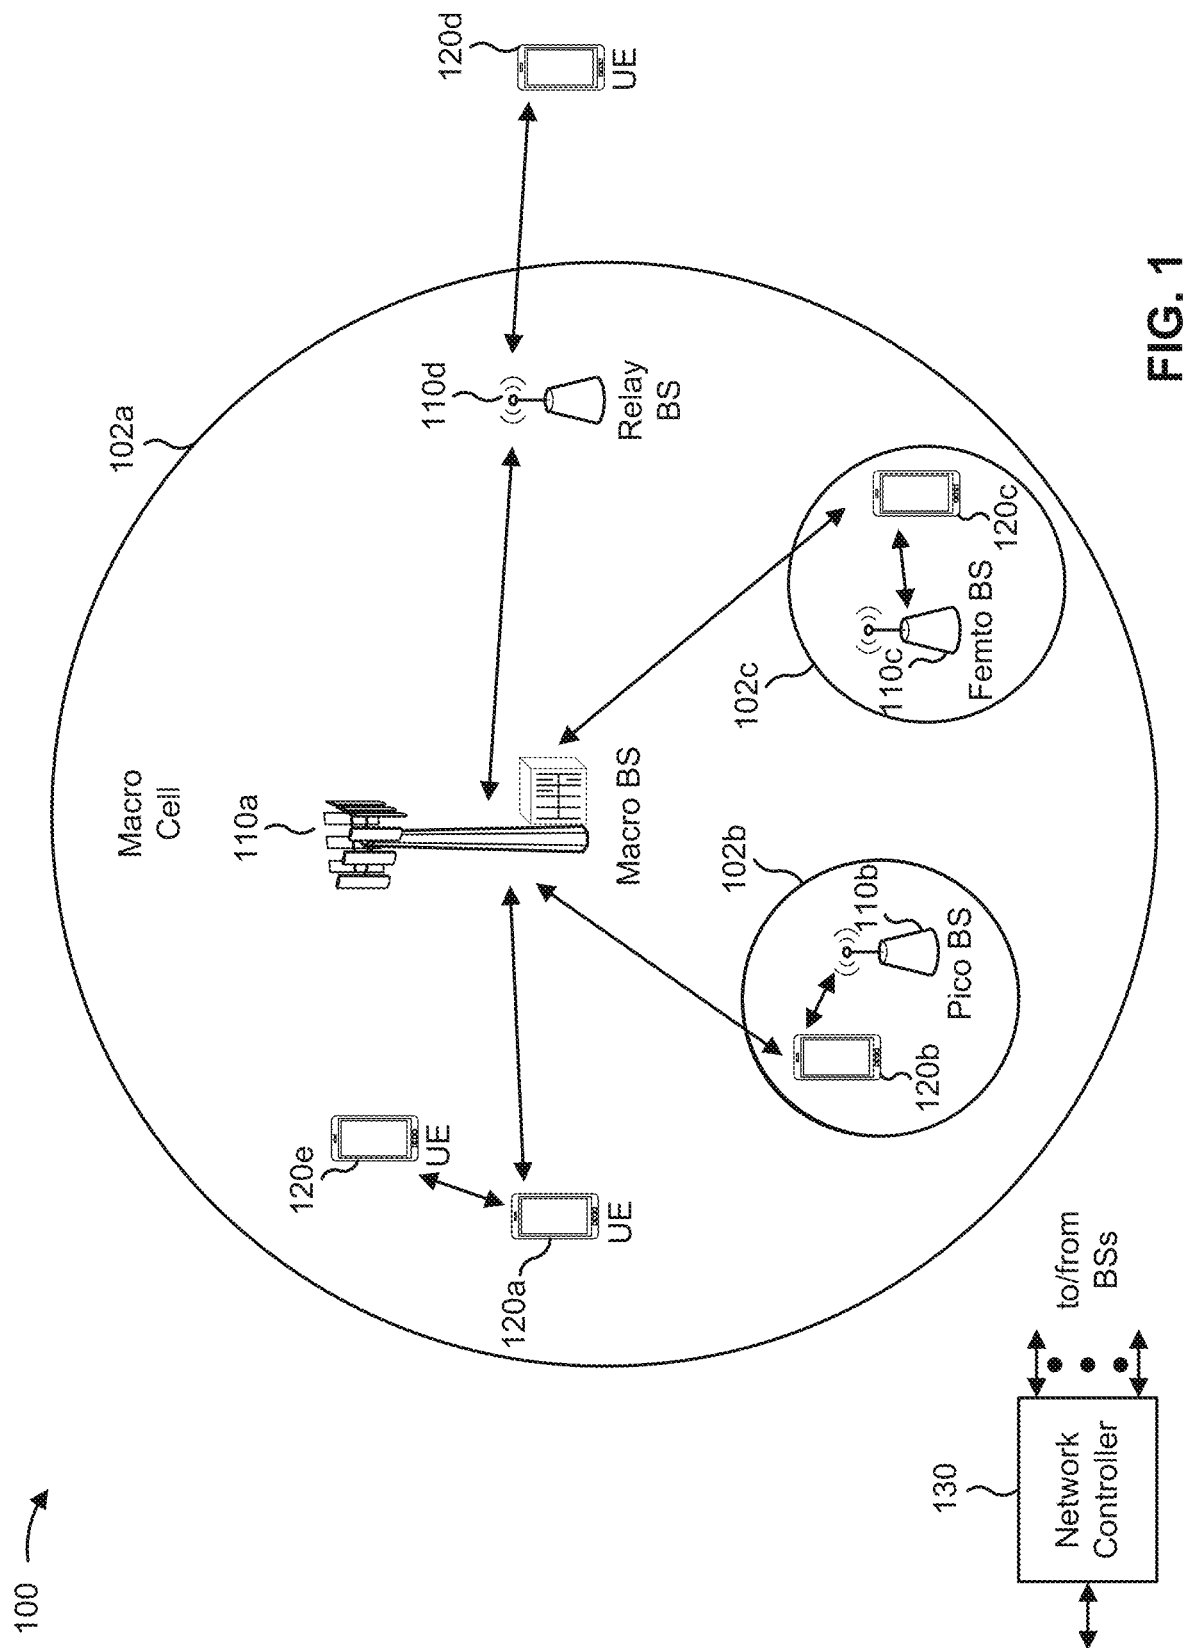 100
102a
Macro
Cell
110a
120d
UE
120e
UE
110d
Relay
BS
120a
UE
Macro BS
102b
102c
110b
Pico BS
120b
110c
Femto BS
120c
130
Network
Controller
to/from
BSs
FIG. 1